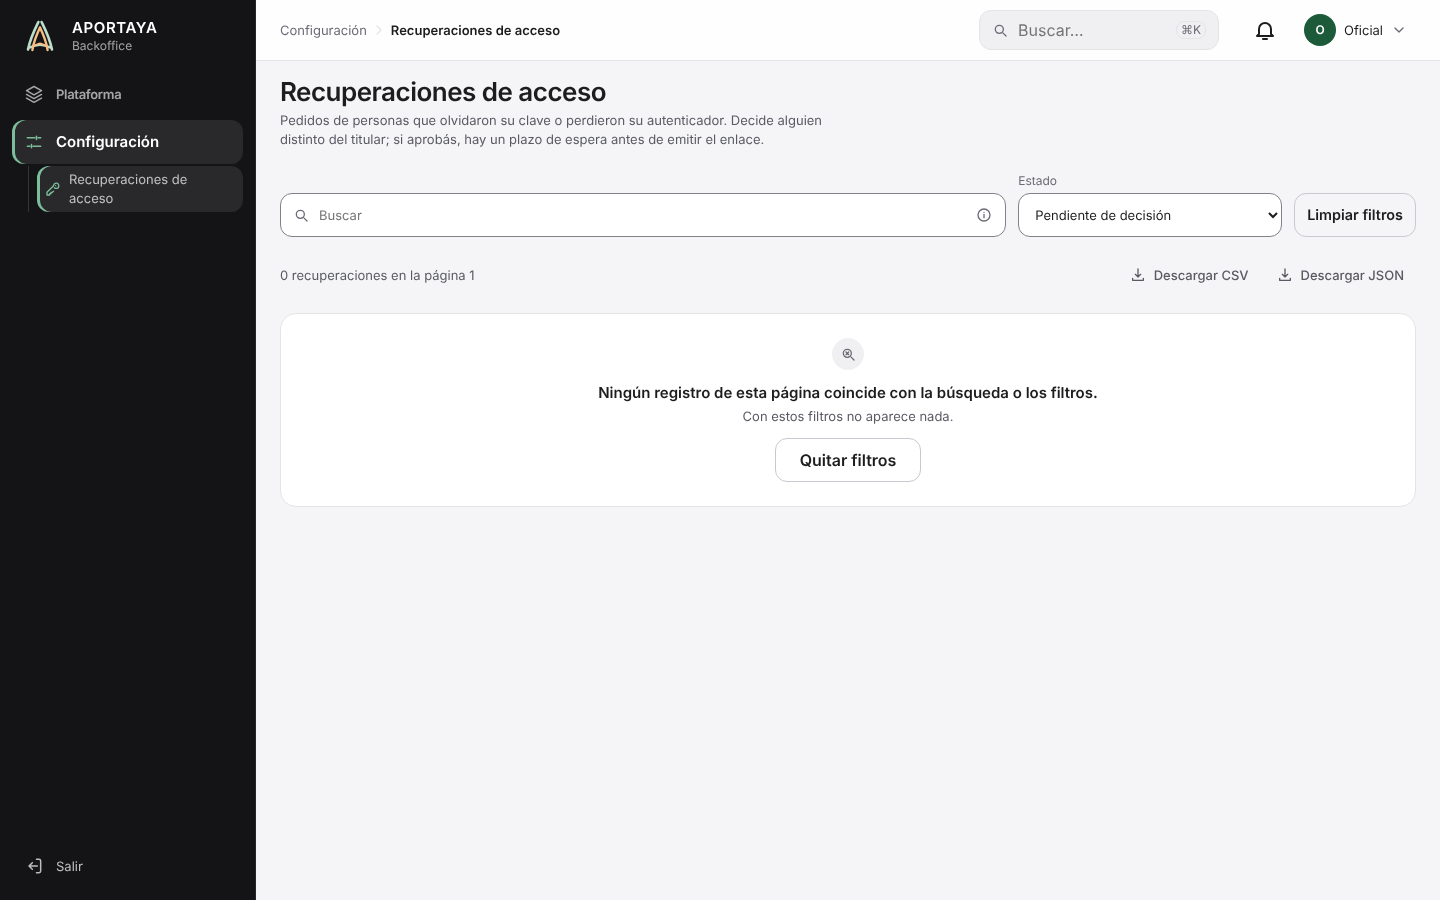 APORTAYA
Backoffice
Plataforma
Configuración
Recuperaciones de
acceso
Salir
Configuración
Recuperaciones de acceso
Buscar...
⌘K
O
Oficial
Recuperaciones de acceso
Pedidos de personas que olvidaron su clave o perdieron su autenticador. Decide alguien
distinto del titular; si aprobás, hay un plazo de espera antes de emitir el enlace.
Buscar
Estado
Pendiente de decisión
Limpiar filtros
0 recuperaciones en la página 1
Descargar CSV
Descargar JSON
Ningún registro de esta página coincide con la búsqueda o los filtros.
Con estos filtros no aparece nada.
Quitar filtros